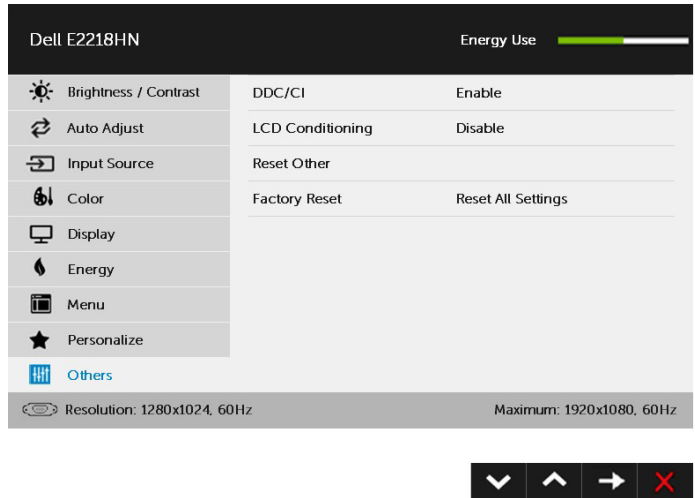 Dell E2218HN Energy Use
Brightness / Contrast DDC/CI Enable
Auto Adjust LCD Conditioning Disable
Input Source Reset Other
Color Factory Reset Reset All Settings
Display
Energy
Menu
Personalize
Others
Resolution: 1280x1024, 60Hz Maximum: 1920x1080, 60Hz